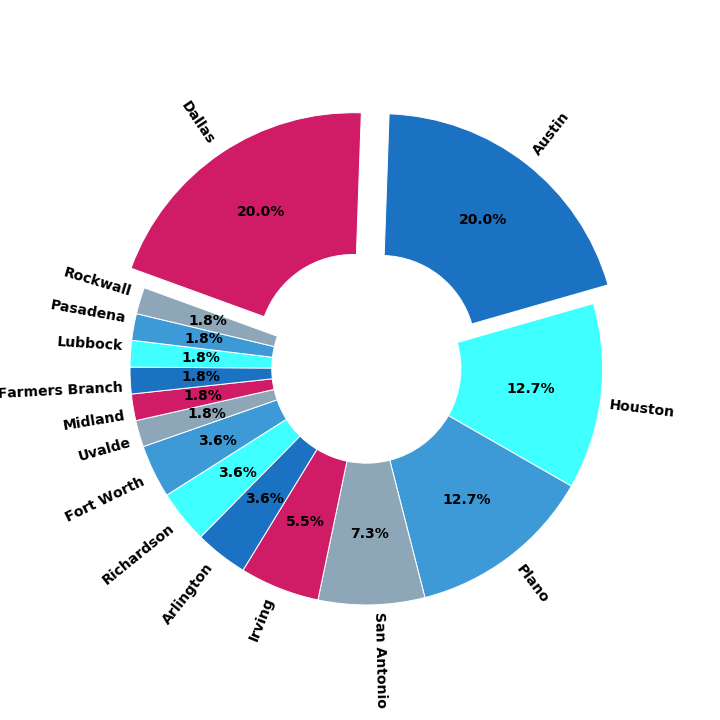 Dallas
Austin
20.0%
20.0%
Rockwall
Pasadena
1.8%
1.8%
Lubbock
1.8%
Farmers Branch
1.8%
Midland
1.8%
Uvalde
1.8%
Fort Worth
3.6%
Richardson
3.6%
Arlington
3.6%
Irving
5.5%
San Antonio
7.3%
Plano
12.7%
Houston
12.7%